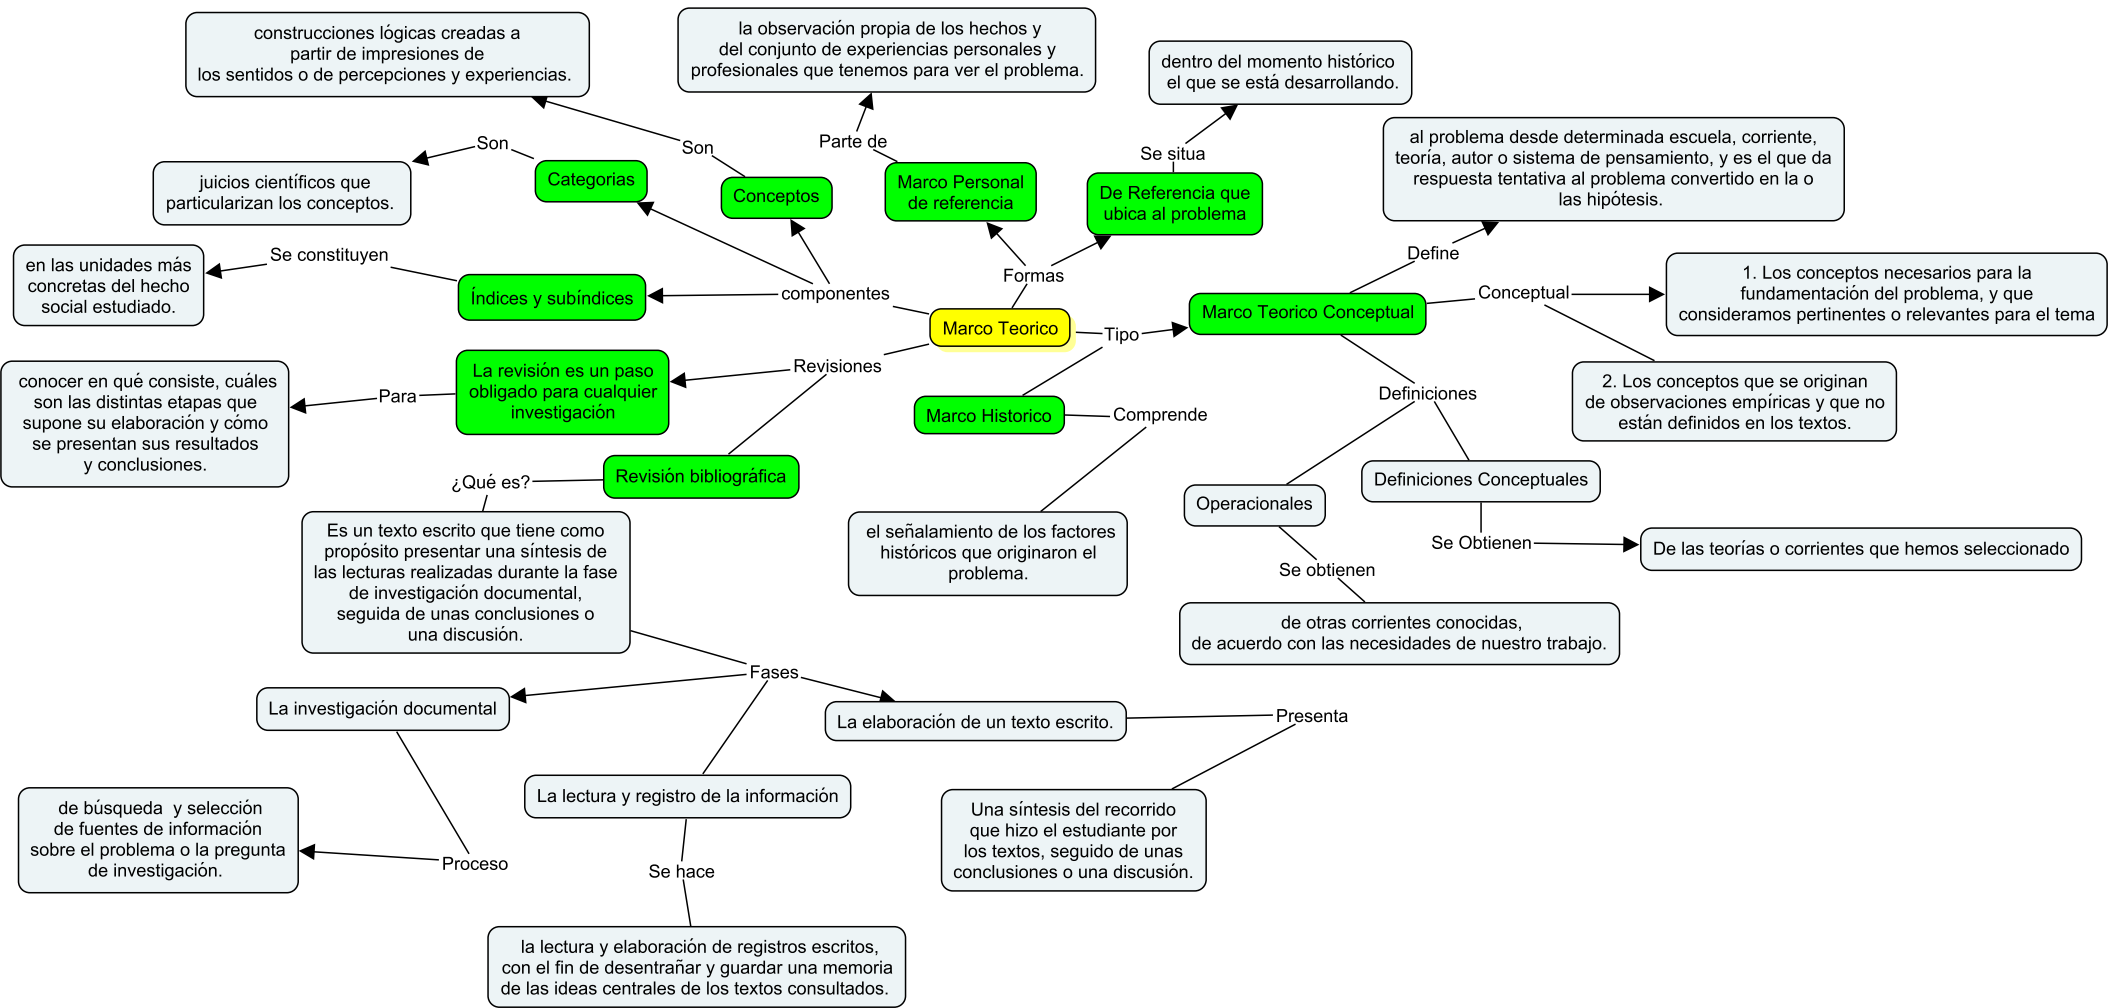 construcciones lógicas creadas a
partir de impresiones de
los sentidos o de percepciones y experiencias.
la observación propia de los hechos y
del conjunto de experiencias personales y
profesionales que tenemos para ver el problema.
dentro del momento histórico
el que se está desarrollando.
al problema desde determinada escuela, corriente,
teoría, autor o sistema de pensamiento, y es el que da
respuesta tentativa al problema convertido en la o
las hipótesis.
Son
Son
Parte de
Se situa
juicios científicos que
particularizan los conceptos.
Categorias
Conceptos
Marco Personal
de referencia
De Referencia que
ubica al problema
Define
en las unidades más
concretas del hecho
social estudiado.
Se constituyen
Índices y subíndices
componentes
Formas
Marco Teorico
Tipo
Marco Teorico Conceptual
Conceptual
1. Los conceptos necesarios para la
fundamentación del problema, y que
consideramos pertinentes o relevantes para el tema
2. Los conceptos que se originan
de observaciones empíricas y que no
están definidos en los textos.
conocer en qué consiste, cuáles
son las distintas etapas que
supone su elaboración y cómo
se presentan sus resultados
y conclusiones.
Para
La revisión es un paso
obligado para cualquier
investigación
Revisiones
Marco Historico
Comprende
Definiciones
¿Qué es?
Revisión bibliográfica
Operacionales
Definiciones Conceptuales
Es un texto escrito que tiene como
propósito presentar una síntesis de
las lecturas realizadas durante la fase
de investigación documental,
seguida de unas conclusiones o
una discusión.
el señalamiento de los factores
históricos que originaron el
problema.
Se Obtienen
De las teorías o corrientes que hemos seleccionado
Se obtienen
de otras corrientes conocidas,
de acuerdo con las necesidades de nuestro trabajo.
Fases
La investigación documental
La elaboración de un texto escrito.
Presenta
La lectura y registro de la información
de búsqueda y selección
de fuentes de información
sobre el problema o la pregunta
de investigación.
Proceso
Se hace
Una síntesis del recorrido
que hizo el estudiante por
los textos, seguido de unas
conclusiones o una discusión.
la lectura y elaboración de registros escritos,
con el fin de desentrañar y guardar una memoria
de las ideas centrales de los textos consultados.